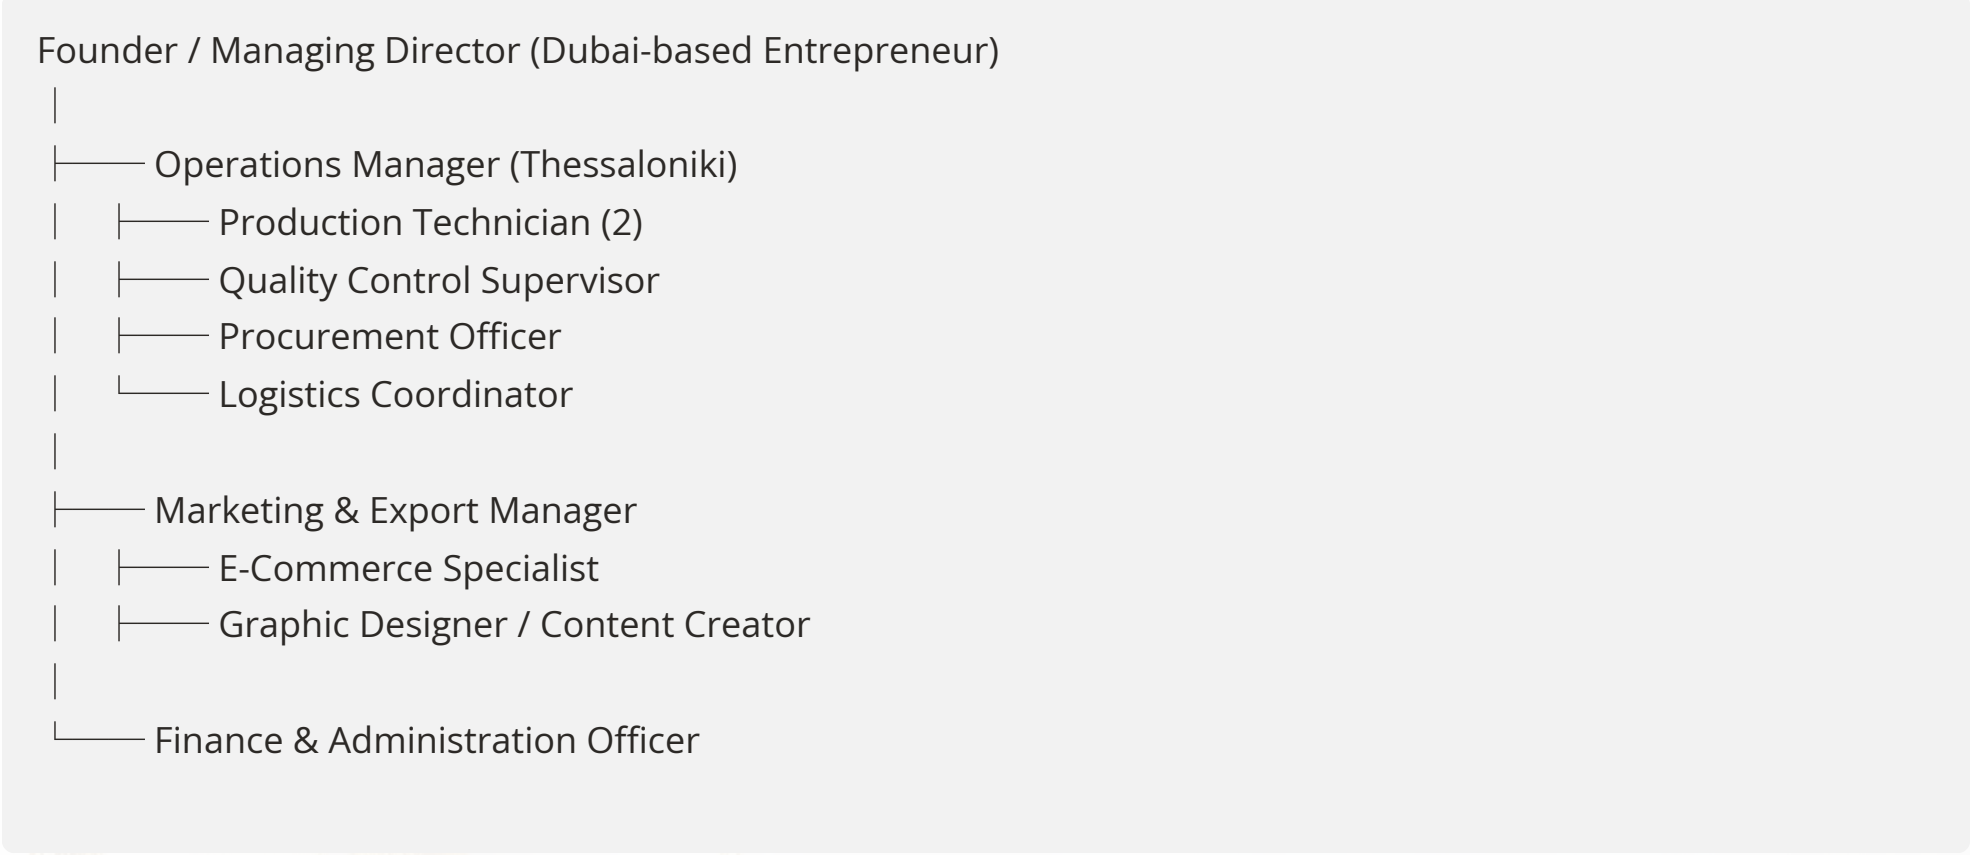 Founder / Managing Director (Dubai-based Entrepreneur)
Operations Manager (Thessaloniki)
Production Technician (2)
Quality Control Supervisor
Procurement Officer
Logistics Coordinator
Marketing & Export Manager
E-Commerce Specialist
Graphic Designer / Content Creator
Finance & Administration Officer